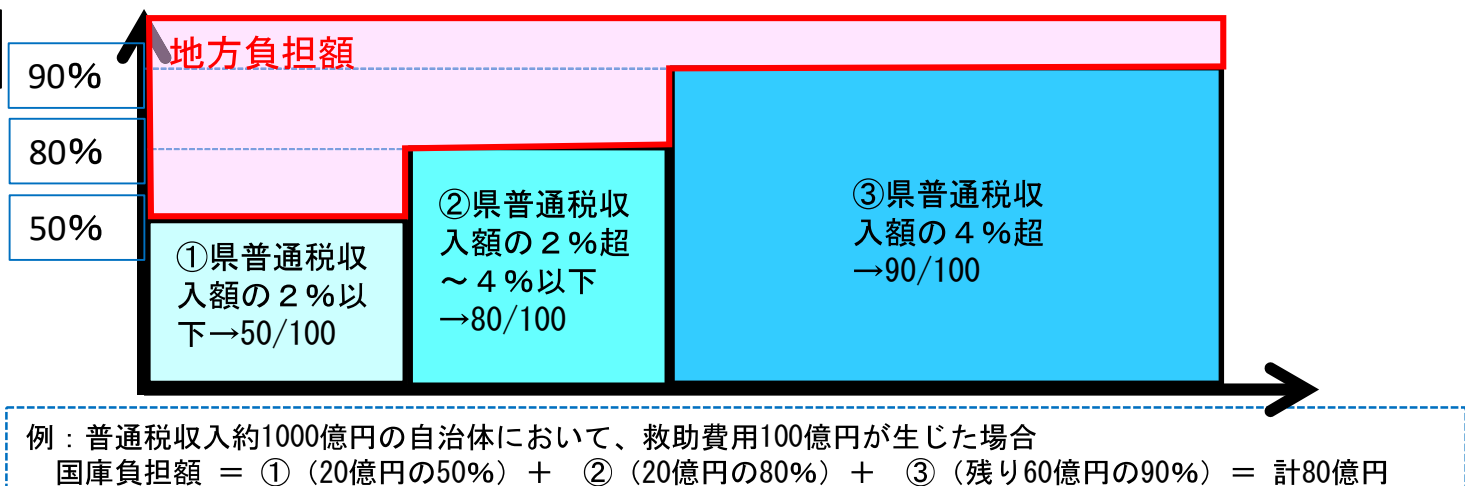 地方負担額
90%
80%
50%
①県普通税収
入額の２%以
下→50/100
②県普通税収
入額の２%超
～４%以下
→80/100
③県普通税収
入額の４%超
→90/100
例：普通税収入約1000億円の自治体において、救助費用100億円が生じた場合
国庫負担額 ＝ ①（20億円の50%）＋ ②（20億円の80%）＋ ③（残り60億円の90%）＝ 計80億円